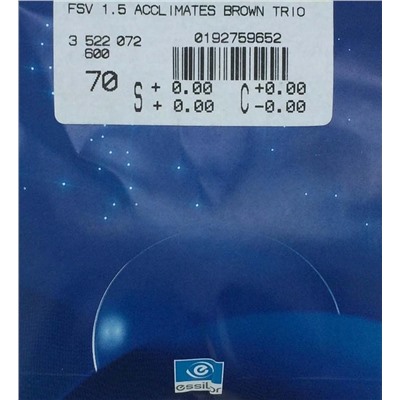 FSV 1.5 ACCLIMATES BROWN TRIO
3 522 072
0192759652
600
70
S + 0.00 C +0.00
+ 0.00 -0.00
essilor